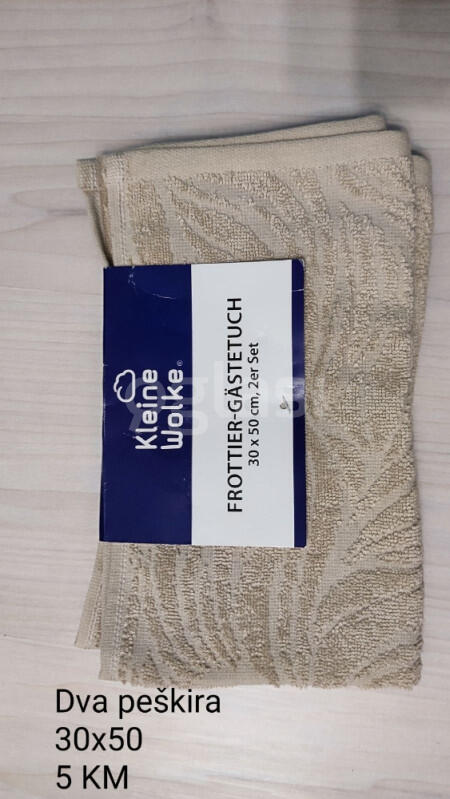 Kleine
Wolke®
FROTTIER-GÄSTETUCH
30 x 50 cm, 2er Set
Dva peškira
30x50
5 KM